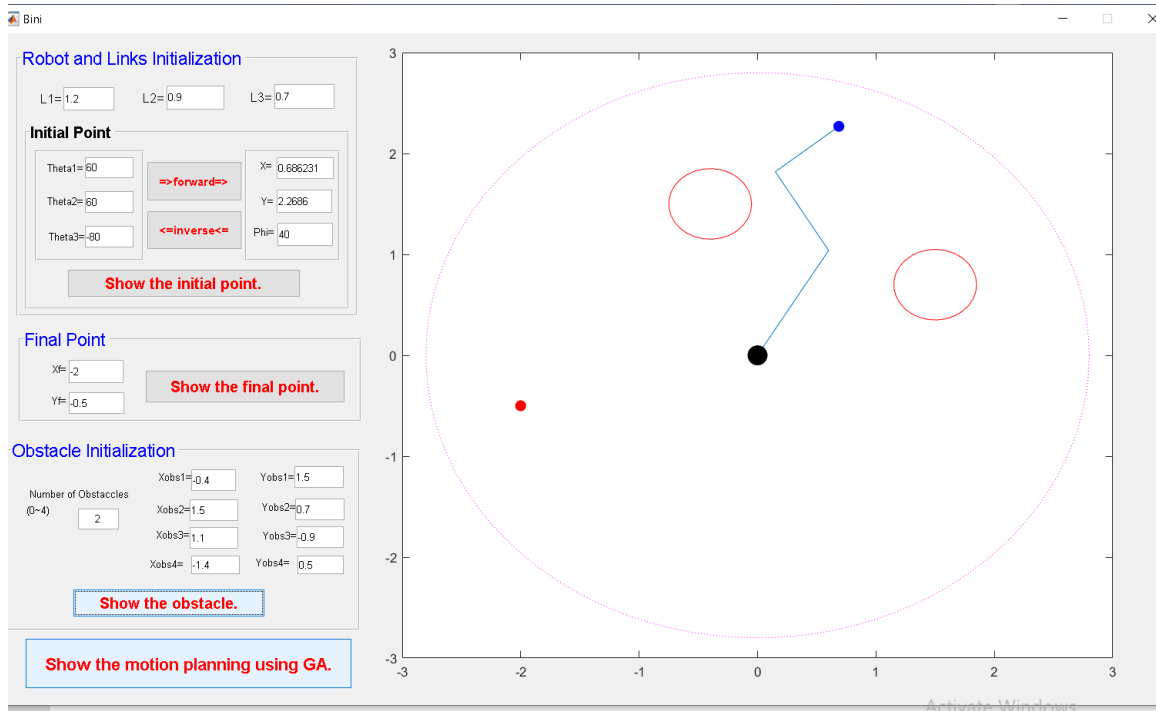 Bini
Robot and Links Initialization
L1= 1.2 L2= 0.9 L3= 0.7
Initial Point
Theta1= 60
Theta2= 60
Theta3= -80
=>forward=>
<=inverse<=
X= 0.686231
Y= 2.2686
Phi= 40
Show the initial point.
Final Point
Xf= -2
Yf= -0.5
Show the final point.
Obstacle Initialization
Number of Obstaccles
(0~4)
2
Xobs1= -0.4 Yobs1= 1.5
Xobs2= 1.5 Yobs2= 0.7
Xobs3= 1.1 Yobs3= -0.9
Xobs4= -1.4 Yobs4= 0.5
Show the obstacle.
Show the motion planning using GA.
3
2
1
0
-1
-2
-3
-3 -2 -1 0 1 2 3
Activate Windows